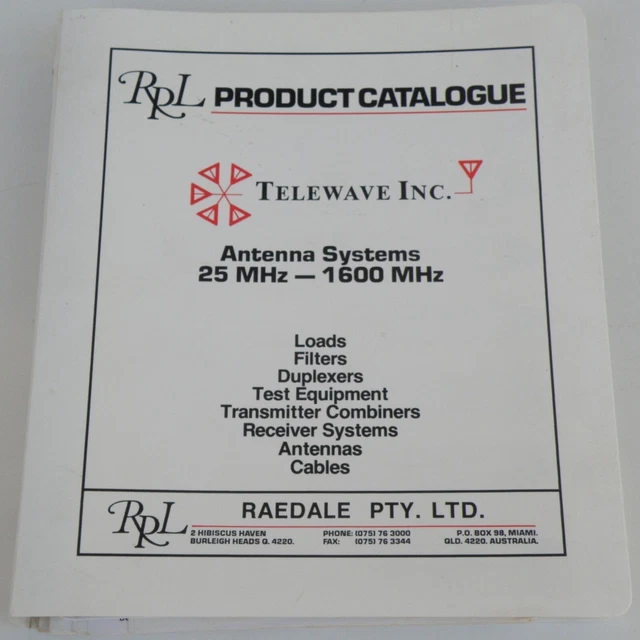 RPL PRODUCT CATALOGUE
TELEWAVE INC.
Antenna Systems
25 MHz — 1600 MHz
Loads
Filters
Duplexers
Test Equipment
Transmitter Combiners
Receiver Systems
Antennas
Cables
RPL RAEDALE PTY. LTD.
2 HIBISCUS HAVEN PHONE: (075) 76 3000 P.O. BOX 98, MIAMI.
BURLEIGH HEADS Q. 4220. FAX: (075) 76 3344 QLD. 4220. AUSTRALIA.